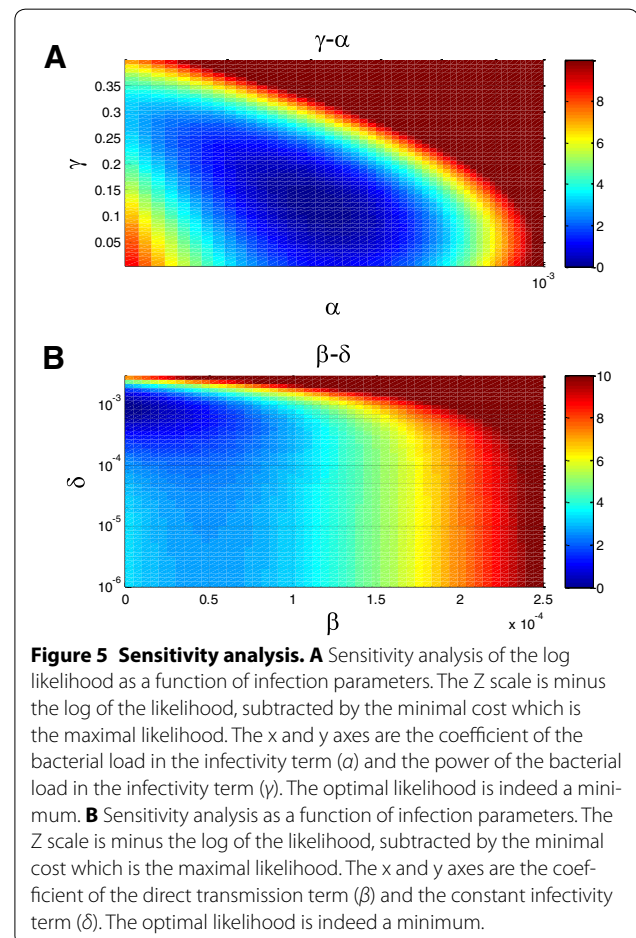 A
γ-α
0.35
0.3
0.25
0.2
0.15
0.1
0.05
γ
8
6
4
2
0
10⁻³
α
B
β-δ
10⁻³
10⁻⁴
10⁻⁵
10⁻⁶
δ
10
8
6
4
2
0
0
0.5
1
1.5
2
2.5
x 10⁻⁴
β
Figure 5 Sensitivity analysis. A Sensitivity analysis of the log
likelihood as a function of infection parameters. The Z scale is minus
the log of the likelihood, subtracted by the minimal cost which is
the maximal likelihood. The x and y axes are the coefficient of the
bacterial load in the infectivity term (α) and the power of the bacterial
load in the infectivity term (γ). The optimal likelihood is indeed a mini-
mum. B Sensitivity analysis as a function of infection parameters. The
Z scale is minus the log of the likelihood, subtracted by the minimal
cost which is the maximal likelihood. The x and y axes are the coef-
ficient of the direct transmission term (β) and the constant infectivity
term (δ). The optimal likelihood is indeed a minimum.